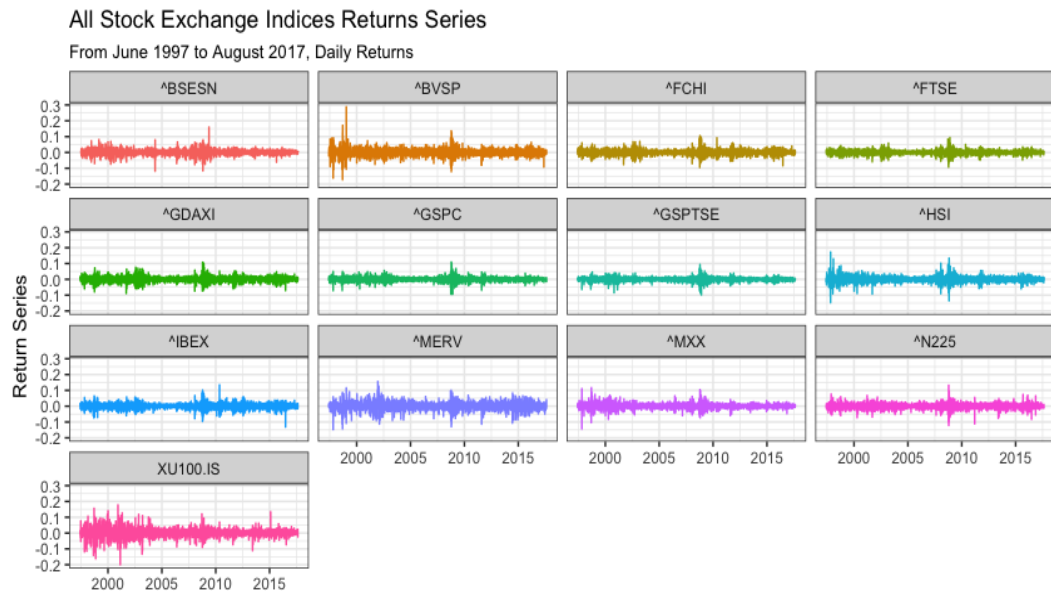 All Stock Exchange Indices Returns Series
From June 1997 to August 2017, Daily Returns
^BSESN ^BVSP ^FCHI ^FTSE
0.3
0.2
0.1
0.0
-0.1
-0.2
^GDAXI ^GSPC ^GSPTSE ^HSI
0.3
0.2
0.1
0.0
-0.1
-0.2
Return Series
^IBEX ^MERV ^MXX ^N225
0.3
0.2
0.1
0.0
-0.1
-0.2
2000 2005 2010 2015 2000 2005 2010 2015 2000 2005 2010 2015
XU100.IS
0.3
0.2
0.1
0.0
-0.1
-0.2
2000 2005 2010 2015